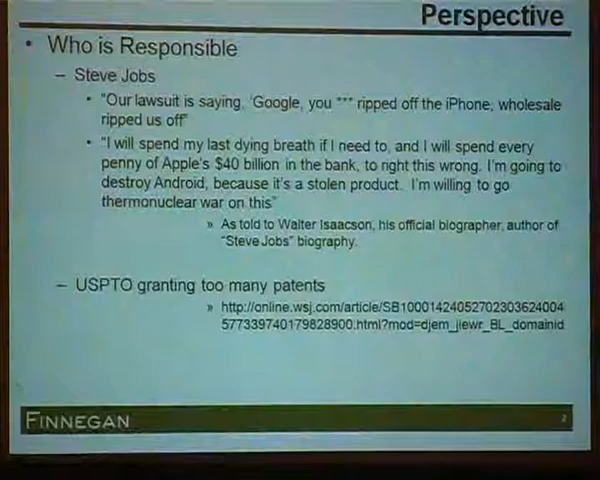 Perspective
• Who is Responsible
– Steve Jobs
• "Our lawsuit is saying, 'Google, you *** ripped off the iPhone, wholesale
ripped us off'"
• "I will spend my last dying breath if I need to, and I will spend every
penny of Apple's $40 billion in the bank, to right this wrong. I'm going to
destroy Android, because it's a stolen product. I'm willing to go
thermonuclear war on this"
» As told to Walter Isaacson, his official biographer, author of
"Steve Jobs" biography.
– USPTO granting too many patents
» http://online.wsj.com/article/SB10001424052702303624004
577339740179828900.html?mod=djem_jiewr_BL_domainid
FINNEGAN
2